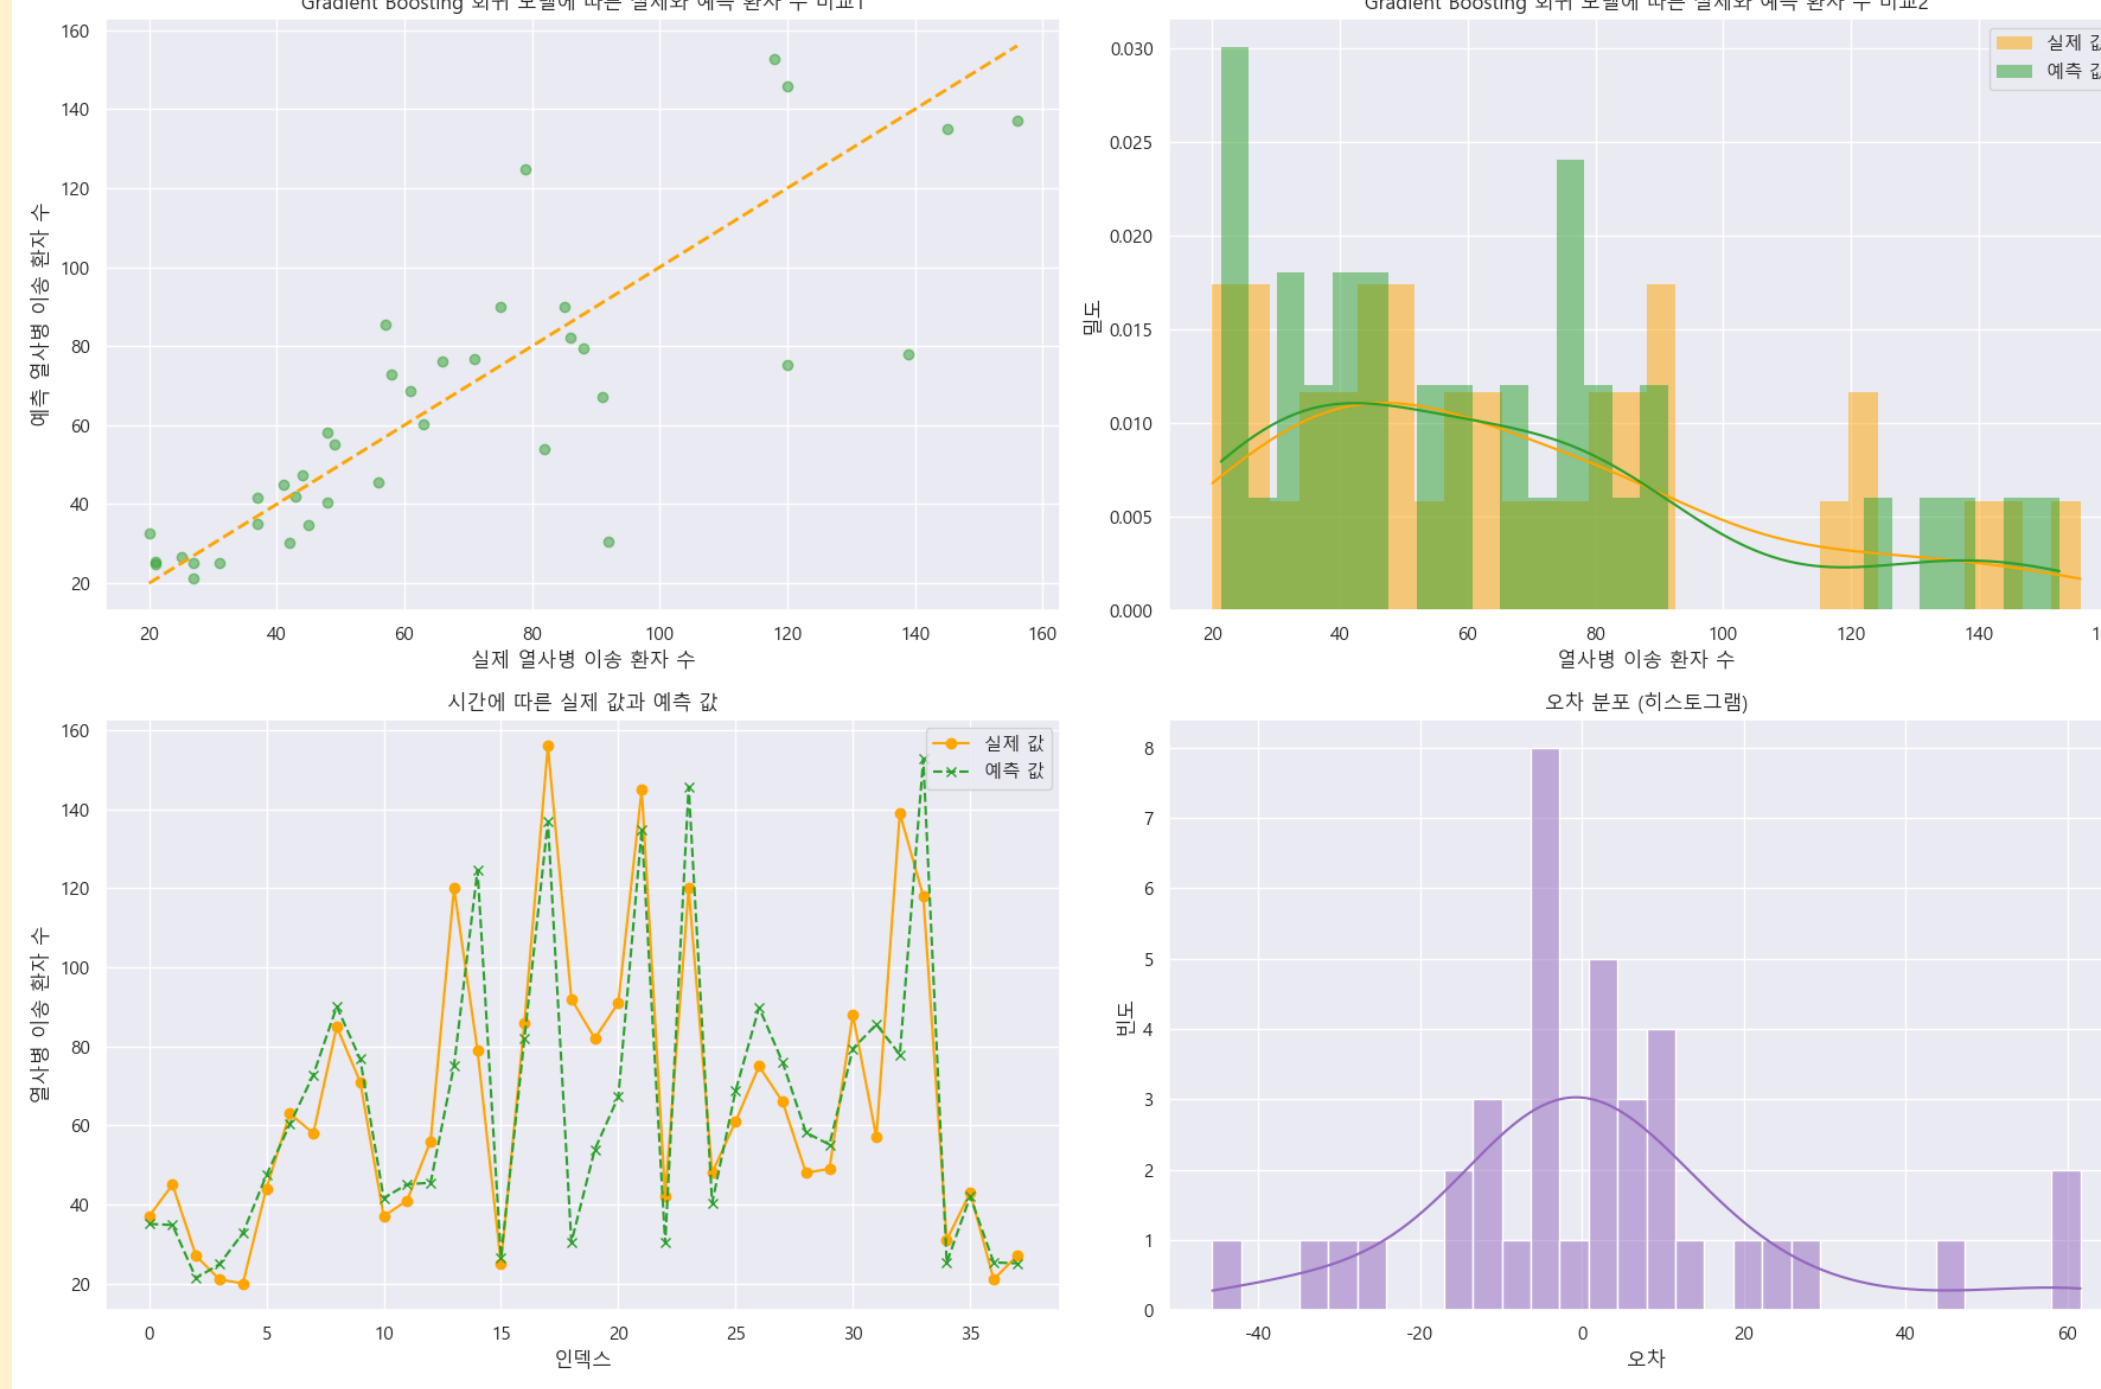 Gradient Boosting 회귀 모델에 따른 실제와 예측 환자 수 비교1
160
140
120
100
80
60
40
20
예측 열사병 이송 환자 수
20 40 60 80 100 120 140 160
실제 열사병 이송 환자 수
Gradient Boosting 회귀 모델에 따른 실제와 예측 환자 수 비교2
실제
예측
0.030
0.025
0.020
0.015
0.010
0.005
0.000
밀도
20 40 60 80 100 120 140
열사병 이송 환자 수
시간에 따른 실제 값과 예측 값
실제 값
예측 값
160
140
120
100
80
60
40
20
열사병 이송 환자 수
0 5 10 15 20 25 30 35
인덱스
오차 분포 (히스토그램)
8
7
6
5
4
3
2
1
0
빈도
-40 -20 0 20 40 60
오차